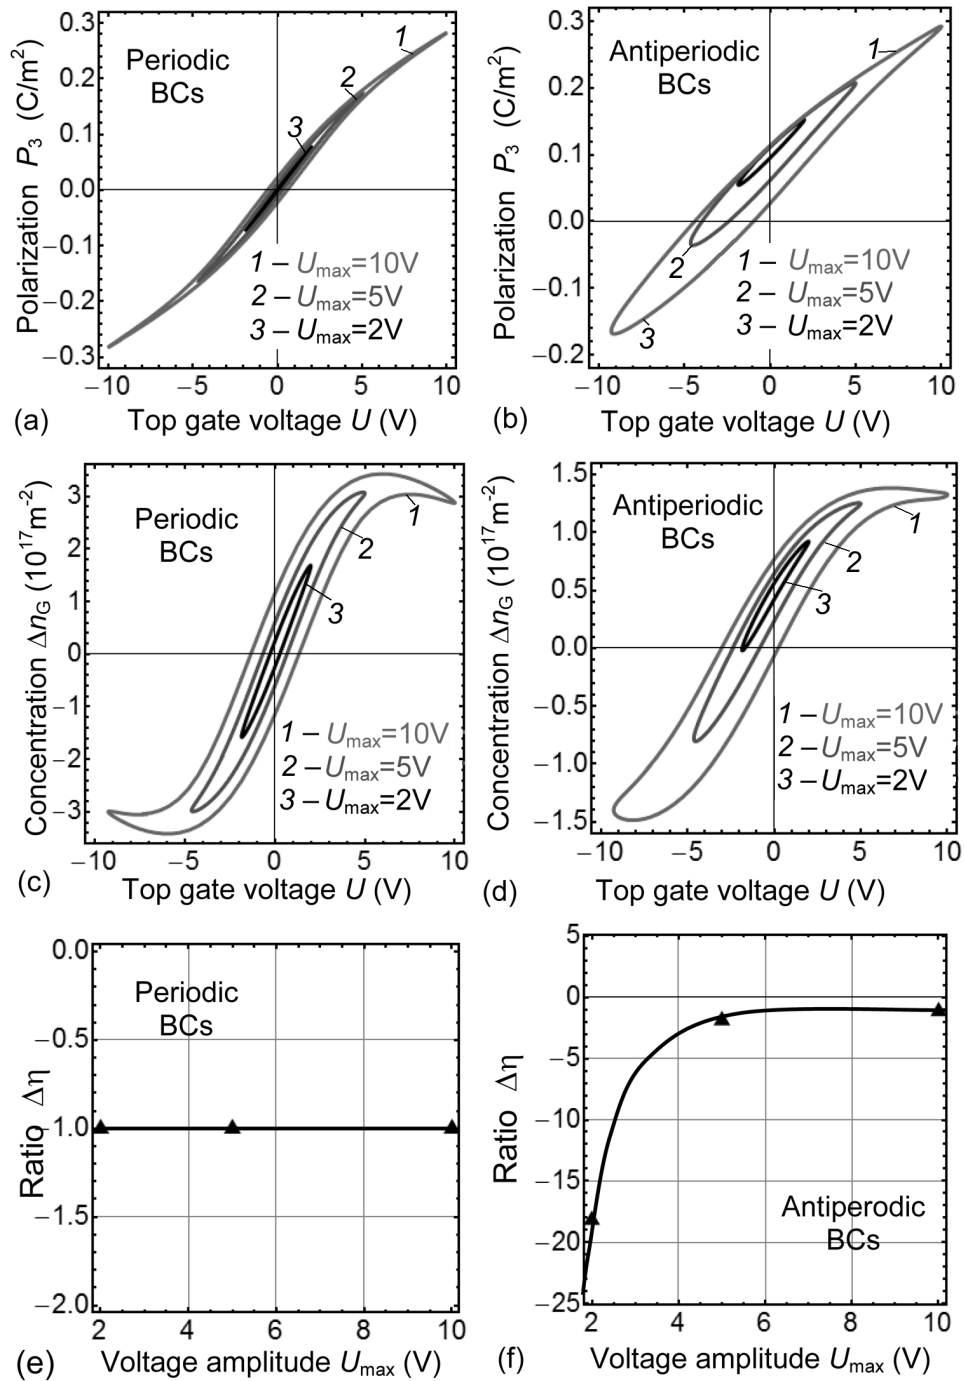 Polarization P3 (C/m2)
0.3
0.2
0.1
0.0
−0.1
−0.2
−0.3
Periodic
BCs
1
2
3
1 – Umax=10V
2 – Umax=5V
3 – Umax=2V
−10 −5 0 5 10
(a)
Top gate voltage U (V)
Polarization P3 (C/m2)
0.3
0.2
0.1
0.0
−0.1
−0.2
Antiperiodic
BCs
1
2
3
1 – Umax=10V
2 – Umax=5V
3 – Umax=2V
−10 −5 0 5 10
(b)
Top gate voltage U (V)
Concentration ΔnG (1017m-2)
3
2
1
0
−1
−2
−3
Periodic
BCs
1
2
3
1 – Umax=10V
2 – Umax=5V
3 – Umax=2V
−10 −5 0 5 10
(c)
Top gate voltage U (V)
Concentration ΔnG (1017m-2)
1.5
1.0
0.5
0.0
−0.5
−1.0
−1.5
Antiperiodic
BCs
1
2
3
1 – Umax=10V
2 – Umax=5V
3 – Umax=2V
−10 −5 0 5 10
(d)
Top gate voltage U (V)
Ratio Δη
0.0
−0.5
−1.0
−1.5
−2.0
Periodic
BCs
2 4 6 8 10
(e)
Voltage amplitude Umax (V)
Ratio Δη
5
0
−5
−10
−15
−20
−25
Antiperodic
BCs
2 4 6 8 10
(f)
Voltage amplitude Umax (V)